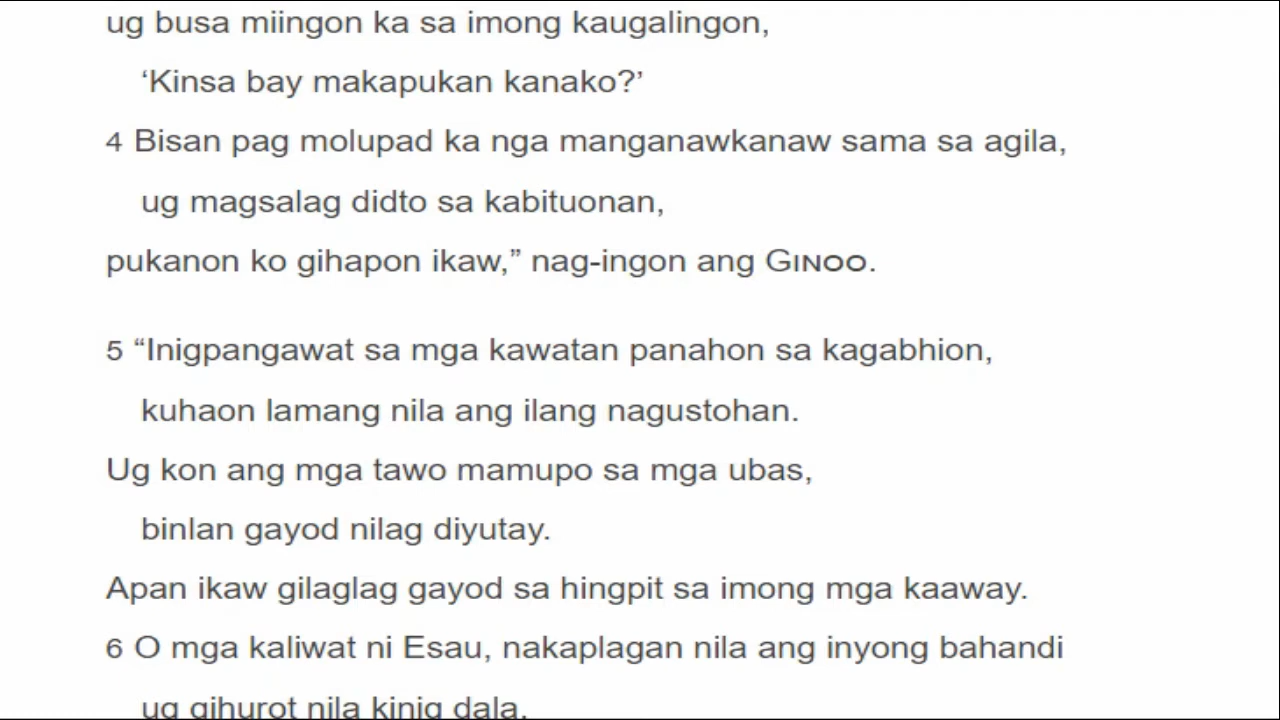 ug busa miingon ka sa imong kaugalingon,
‘Kinsa bay makapukan kanako?’
4 Bisan pag molupad ka nga manganawkanaw sama sa agila,
ug magsalag didto sa kabituonan,
pukanon ko gihapon ikaw,” nag-ingon ang GINOO.
5 “Inigpangawat sa mga kawatan panahon sa kagabhion,
kuhaon lamang nila ang ilang nagustohan.
Ug kon ang mga tawo mamupo sa mga ubas,
binlan gayod nilag diyutay.
Apan ikaw gilaglag gayod sa hingpit sa imong mga kaaway.
6 O mga kaliwat ni Esau, nakaplagan nila ang inyong bahandi
ug gihurot nila kinig dala.